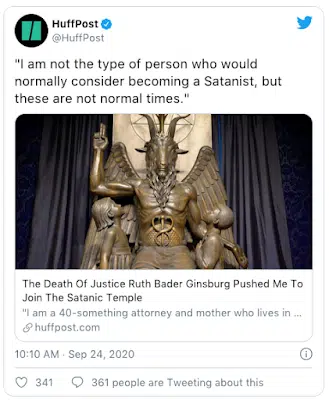 HuffPost
@HuffPost
"I am not the type of person who would
normally consider becoming a Satanist, but
these are not normal times."
The Death Of Justice Ruth Bader Ginsburg Pushed Me To
Join The Satanic Temple
"I am a 40-something attorney and mother who lives in ...
huffpost.com
10:10 AM · Sep 24, 2020
341 361 people are Tweeting about this